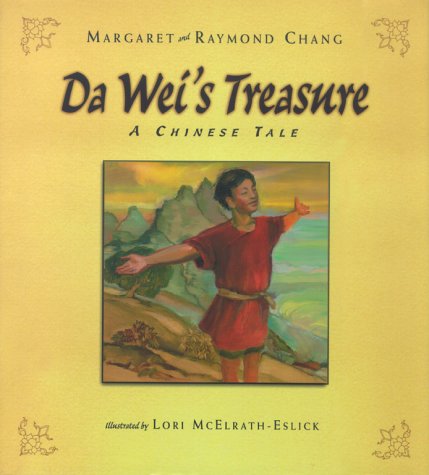 MARGARET and RAYMOND CHANG
Da Wei's Treasure
A CHINESE TALE
illustrated by LORI MCELRATH-ESLICK